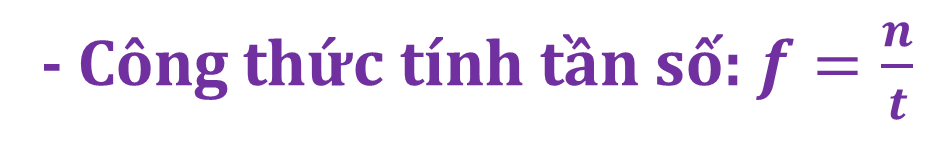 - Công thức tính tần số: f = n/t